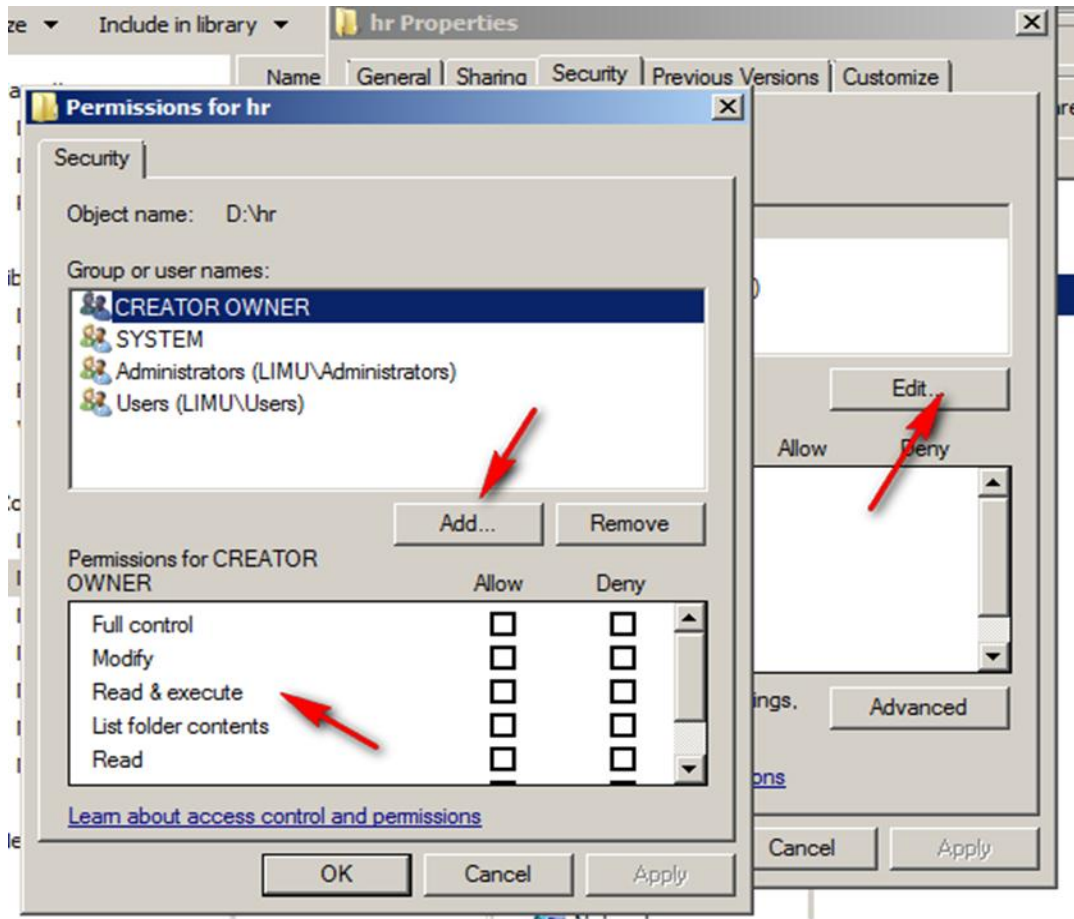 ze Include in library
hr Properties
Name
General Sharing Security Previous Versions Customize
Permissions for hr
Security
Object name: D:\hr
Group or user names:
CREATOR OWNER
SYSTEM
Administrators (LIMU\Administrators)
Users (LIMU\Users)
Edit...
Allow Deny
Add... Remove
Permissions for CREATOR
OWNER
Allow Deny
Full control
Modify
Read & execute
List folder contents
Read
ings,
Advanced
ons
Learn about access control and permissions
OK Cancel Apply
Cancel Apply